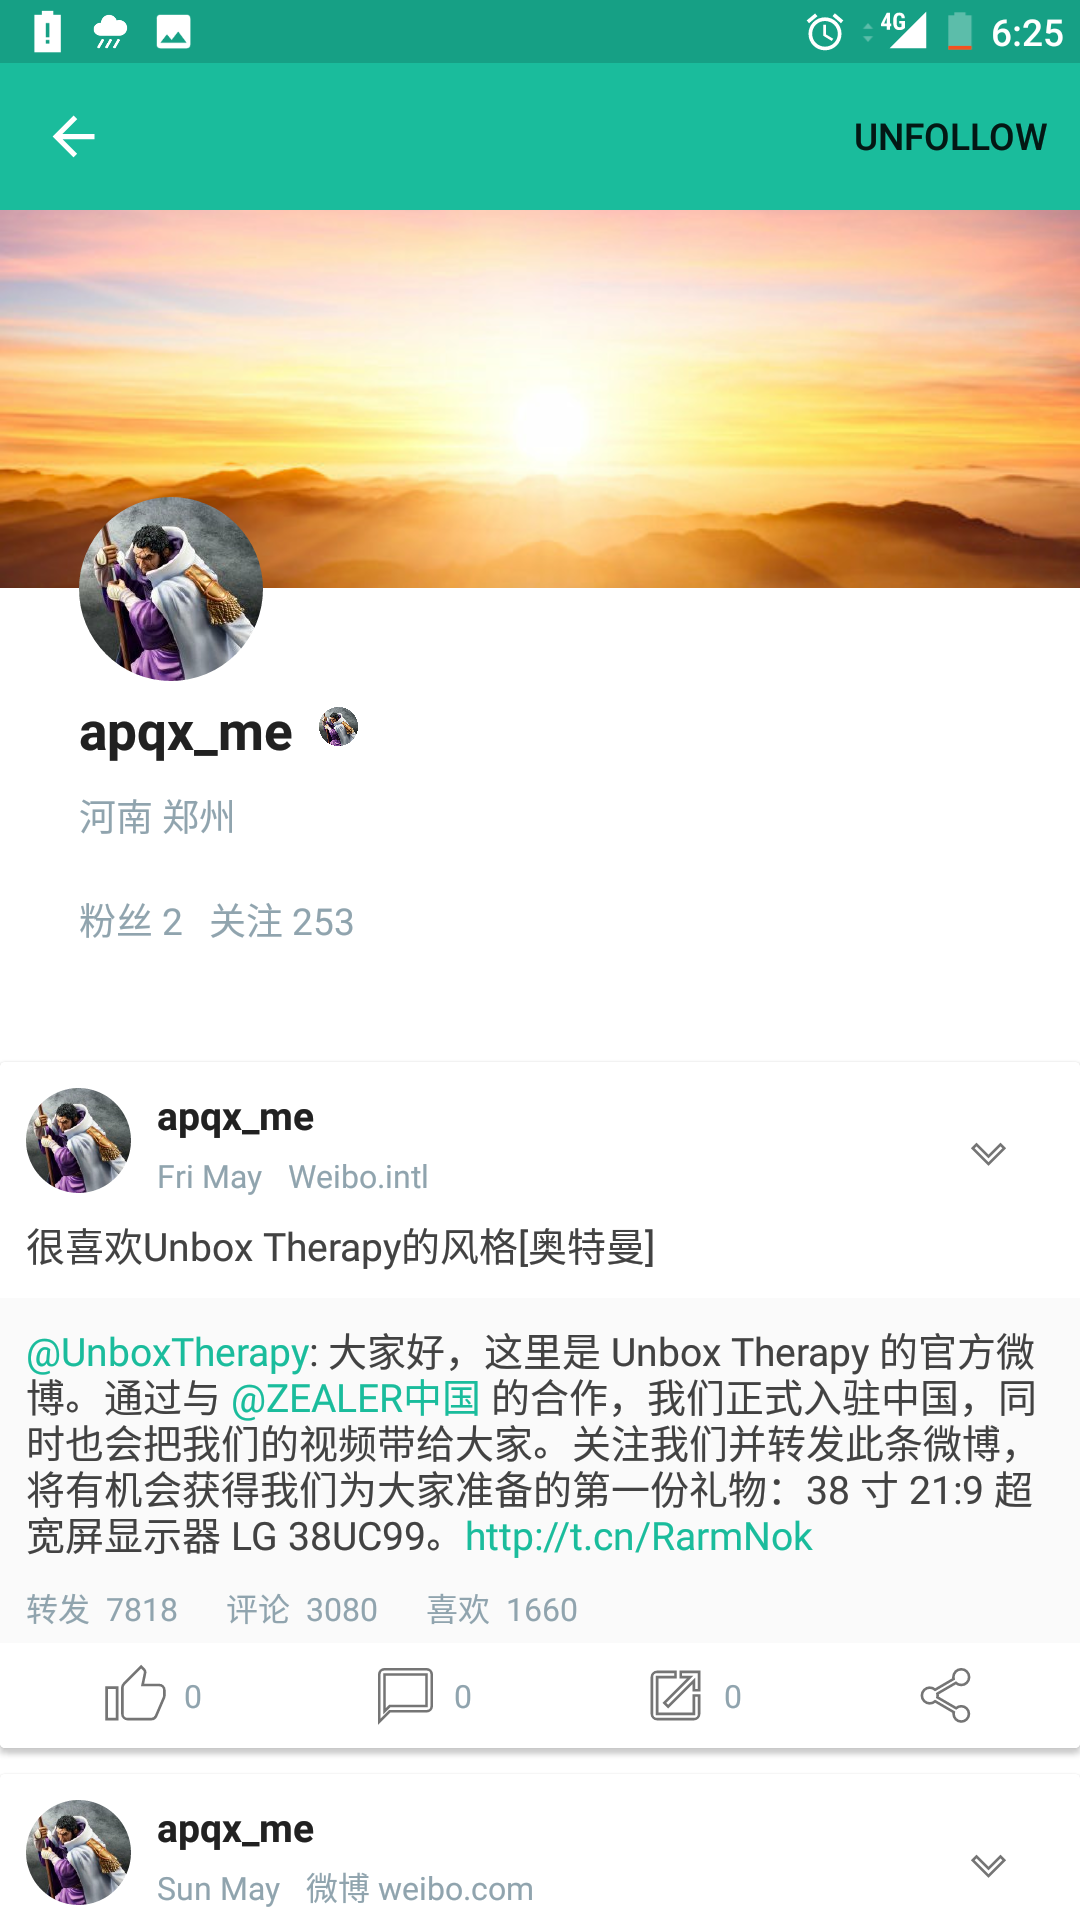 4G 6:25
UNFOLLOW
apqx_me
河南 郑州
粉丝 2 关注 253
apqx_me
Fri May Weibo.intl
很喜欢Unbox Therapy的风格[奥特曼]
@UnboxTherapy: 大家好，这里是 Unbox Therapy 的官方微
博。通过与 @ZEALER中国 的合作，我们正式入驻中国，同
时也会把我们的视频带给大家。关注我们并转发此条微博，
将有机会获得我们为大家准备的第一份礼物：38 寸 21:9 超
宽屏显示器 LG 38UC99。http://t.cn/RarmNok
转发 7818 评论 3080 喜欢 1660
0 0 0
apqx_me
Sun May 微博 weibo.com